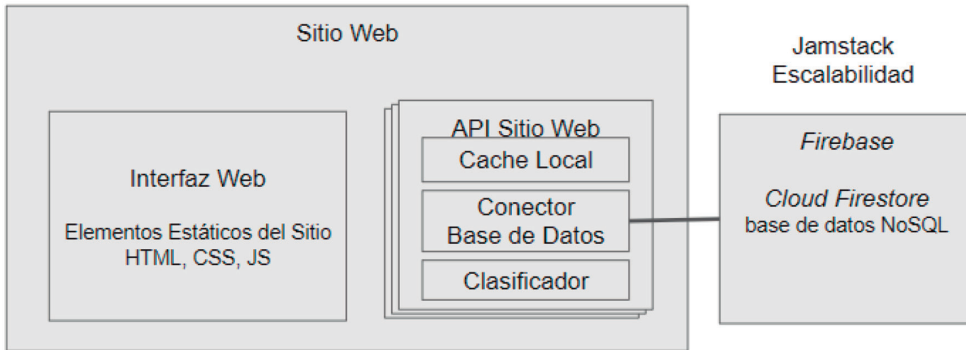 Sitio Web
Interfaz Web
Elementos Estáticos del Sitio
HTML, CSS, JS
API Sitio Web
Cache Local
Conector
Base de Datos
Clasificador
Jamstack
Escalabilidad
Firebase
Cloud Firestore
base de datos NoSQL